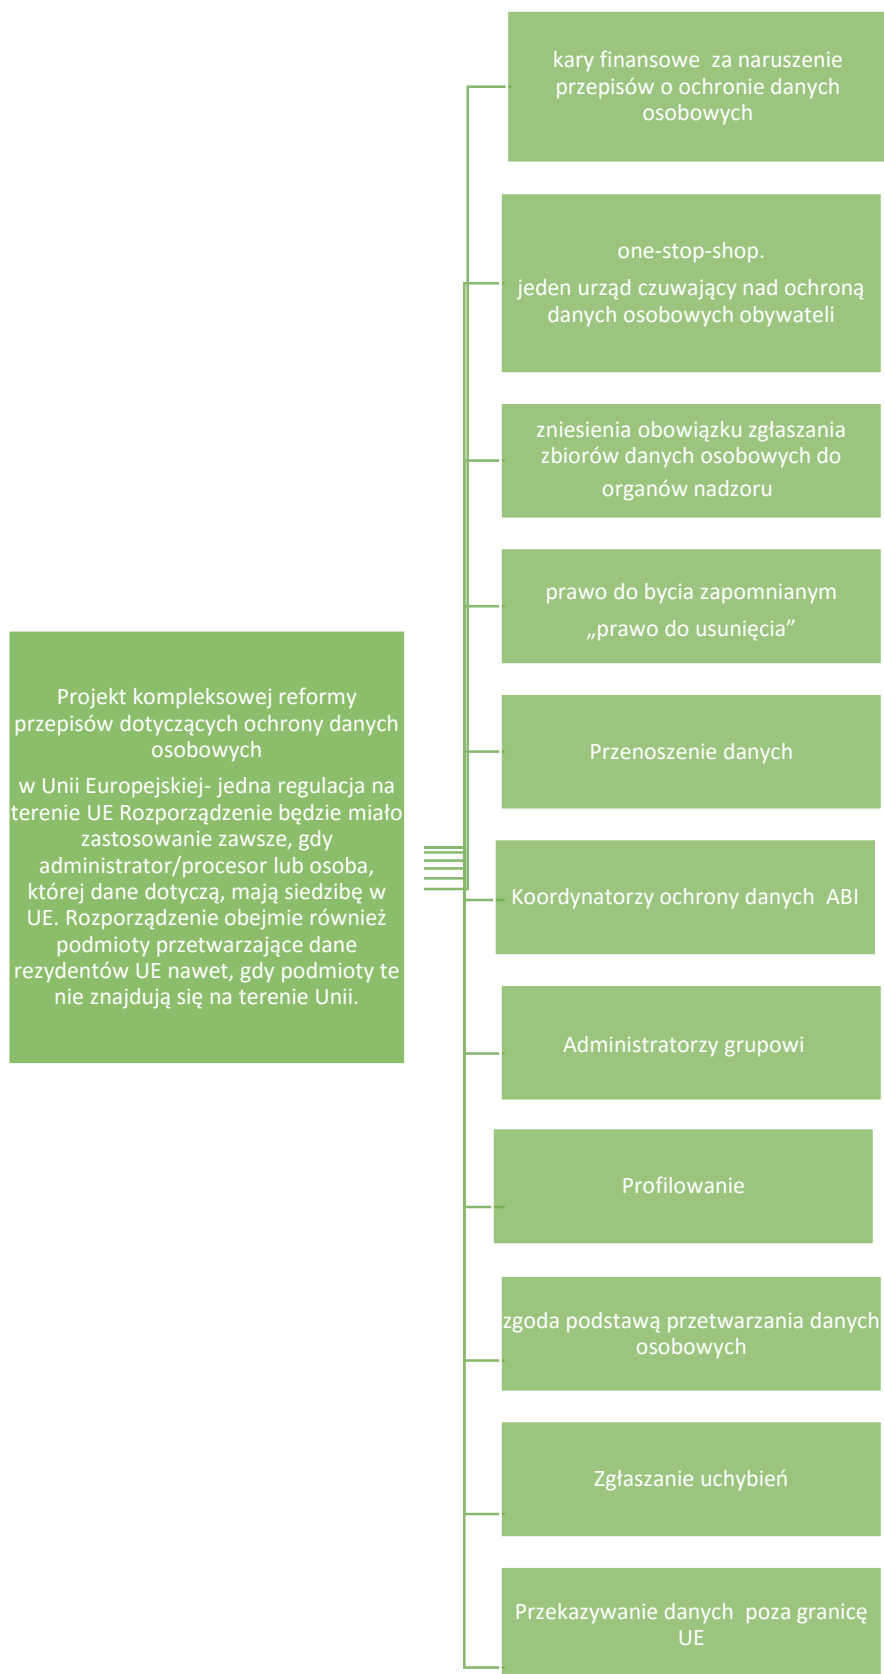 kary finansowe  za naruszenie
przepisów o ochronie danych
osobowych
one-stop-shop.
jeden urząd czuwający nad ochroną
danych osobowych obywateli
zniesienia obowiązku zgłaszania
zbiorów danych osobowych do
organów nadzoru
prawo do bycia zapomnianym
„prawo do usunięcia”
Projekt kompleksowej reformy
przepisów dotyczących ochrony danych
osobowych
w Unii Europejskiej- jedna regulacja na
terenie UE Rozporządzenie będzie miało
zastosowanie zawsze, gdy
administrator/procesor lub osoba,
której dane dotyczą, mają siedzibę w
UE. Rozporządzenie obejmie również
podmioty przetwarzające dane
rezydentów UE nawet, gdy podmioty te
nie znajdują się na terenie Unii.
Przenoszenie danych
Koordynatorzy ochrony danych  ABI
Administratorzy grupowi
Profilowanie
zgoda podstawą przetwarzania danych
osobowych
Zgłaszanie uchybień
Przekazywanie danych  poza granicę
UE